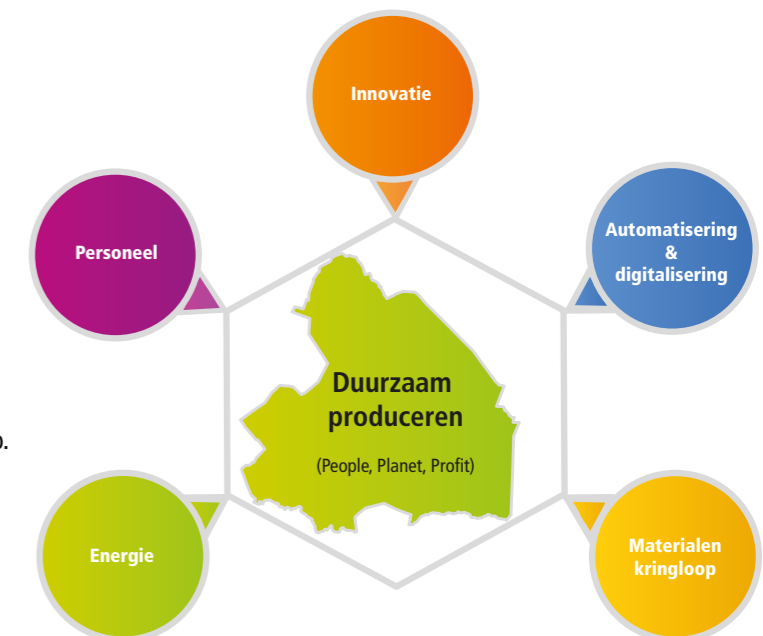 Innovatie
Personeel
Automatisering
&
digitalisering
Duurzaam
produceren
(People, Planet, Profit)
Energie
Materialen
kringloop